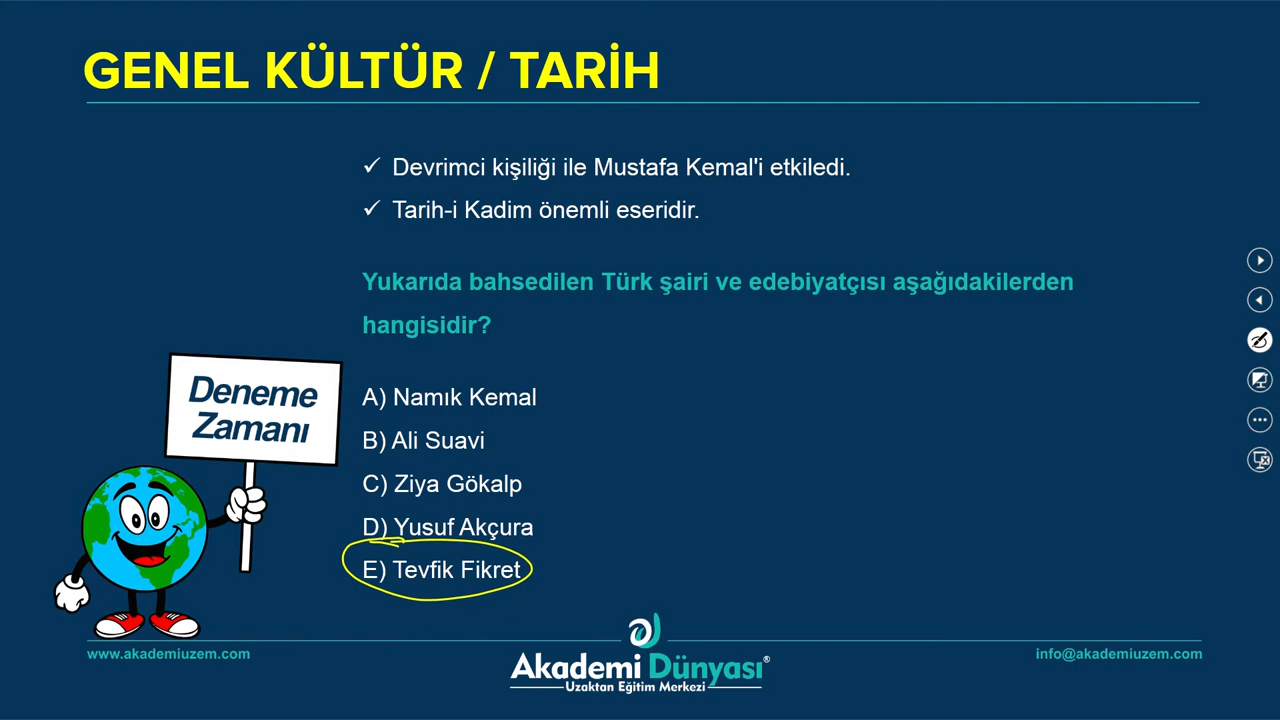 GENEL KÜLTÜR / TARİH
✓ Devrimci kişiliği ile Mustafa Kemal'i etkiledi.
✓ Tarih-i Kadim önemli eseridir.
Yukarıda bahsedilen Türk şairi ve edebiyatçısı aşağıdakilerden
hangisidir?
Deneme
Zamanı
A) Namık Kemal
B) Ali Suavi
C) Ziya Gökalp
D) Yusuf Akçura
E) Tevfik Fikret
www.akademiuzem.com
info@akademiuzem.com
Akademi Dünyası®
Uzaktan Eğitim Merkezi